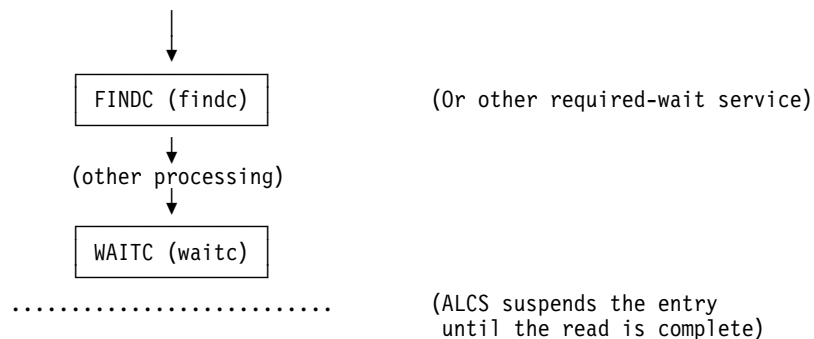 FINDC (findc) (Or other required-wait service)
(other processing)
WAITC (waitc)
................................. (ALCS suspends the entry
until the read is complete)